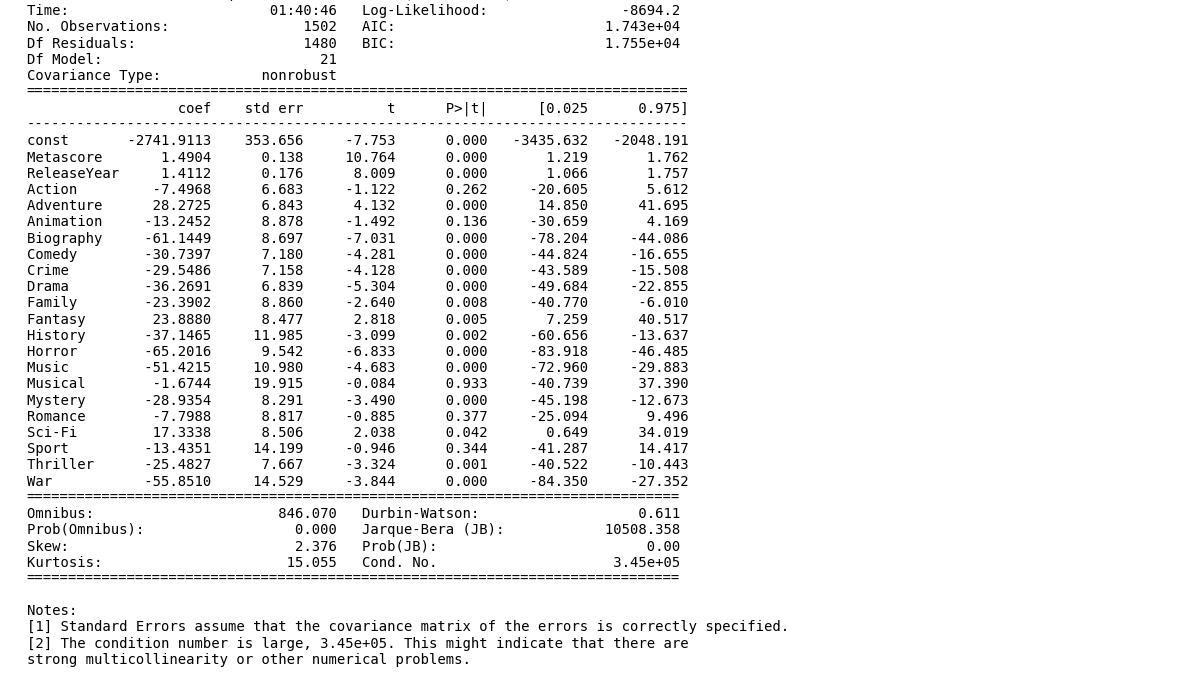 Time:                        01:40:46   Log-Likelihood:                -8694.2
No. Observations:                1502   AIC:                         1.743e+04
Df Residuals:                    1480   BIC:                         1.755e+04
Df Model:                          21
Covariance Type:            nonrobust
===============================================================================
                  coef    std err          t      P>|t|      [0.025      0.975]
-------------------------------------------------------------------------------
const       -2741.9113    353.656     -7.753      0.000   -3435.632   -2048.191
Metascore       1.4904      0.138     10.764      0.000       1.219       1.762
ReleaseYear     1.4112      0.176      8.009      0.000       1.066       1.757
Action         -7.4968      6.683     -1.122      0.262     -20.605       5.612
Adventure      28.2725      6.843      4.132      0.000      14.850      41.695
Animation     -13.2452      8.878     -1.492      0.136     -30.659       4.169
Biography     -61.1449      8.697     -7.031      0.000     -78.204     -44.086
Comedy        -30.7397      7.180     -4.281      0.000     -44.824     -16.655
Crime         -29.5486      7.158     -4.128      0.000     -43.589     -15.508
Drama         -36.2691      6.839     -5.304      0.000     -49.684     -22.855
Family        -23.3902      8.860     -2.640      0.008     -40.770      -6.010
Fantasy        23.8880      8.477      2.818      0.005       7.259      40.517
History       -37.1465     11.985     -3.099      0.002     -60.656     -13.637
Horror        -65.2016      9.542     -6.833      0.000     -83.918     -46.485
Music         -51.4215     10.980     -4.683      0.000     -72.960     -29.883
Musical        -1.6744     19.915     -0.084      0.933     -40.739      37.390
Mystery       -28.9354      8.291     -3.490      0.000     -45.198     -12.673
Romance        -7.7988      8.817     -0.885      0.377     -25.094       9.496
Sci-Fi         17.3338      8.506      2.038      0.042       0.649      34.019
Sport         -13.4351     14.199     -0.946      0.344     -41.287      14.417
Thriller      -25.4827      7.667     -3.324      0.001     -40.522     -10.443
War           -55.8510     14.529     -3.844      0.000     -84.350     -27.352
==============================================================================
Omnibus:                      846.070   Durbin-Watson:                   0.611
Prob(Omnibus):                  0.000   Jarque-Bera (JB):            10508.358
Skew:                           2.376   Prob(JB):                         0.00
Kurtosis:                      15.055   Cond. No.                     3.45e+05
==============================================================================
Notes:
[1] Standard Errors assume that the covariance matrix of the errors is correctly specified.
[2] The condition number is large, 3.45e+05. This might indicate that there are
strong multicollinearity or other numerical problems.